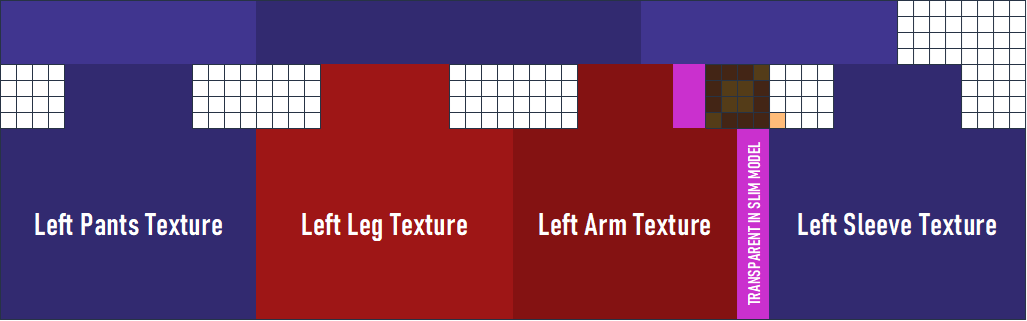 Left Pants Texture
Left Leg Texture
Left Arm Texture
TRANSPARENT IN SLIM MODEL
Left Sleeve Texture